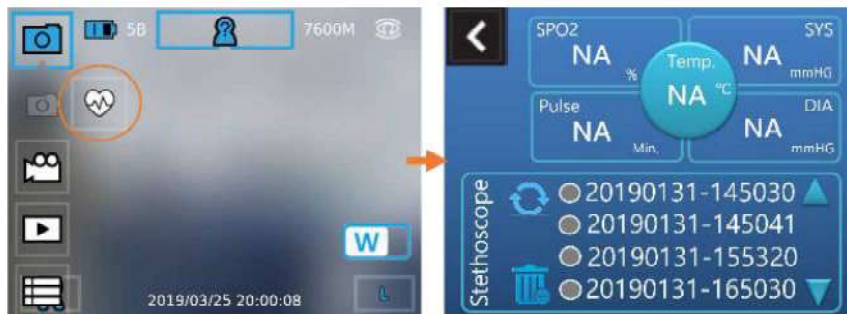 5B
7600M
W
2019/03/25 20:00:08
L
SPO2
NA
%
SYS
NA
mmHG
Temp.
NA °C
Pulse
NA
Min.
DIA
NA
mmHG
Stethoscope
20190131-145030
20190131-145041
20190131-155320
20190131-165030